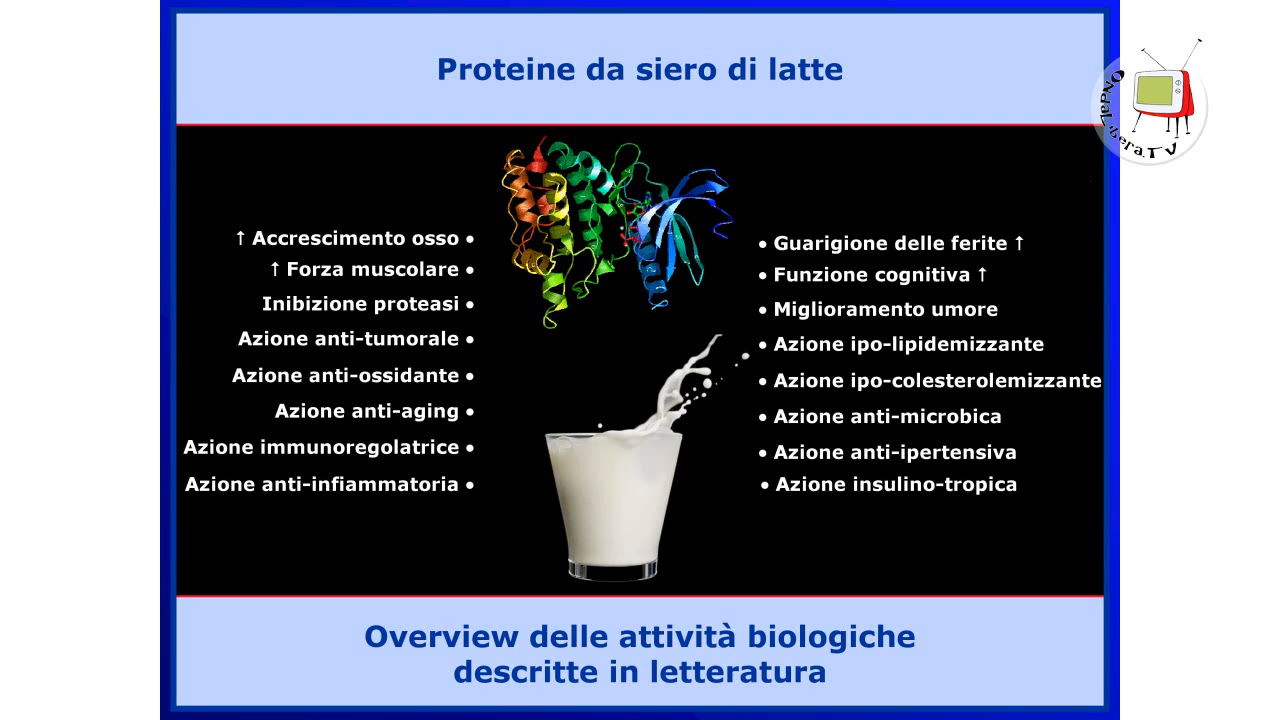 Proteine da siero di latte
↑ Accrescimento osso •
↑ Forza muscolare •
Inibizione proteasi •
Azione anti-tumorale •
Azione anti-ossidante •
Azione anti-aging •
Azione immunoregolatrice •
Azione anti-infiammatoria •
• Guarigione delle ferite ↑
• Funzione cognitiva ↑
• Miglioramento umore
• Azione ipo-lipidemizzante
• Azione ipo-colesterolemizzante
• Azione anti-microbica
• Azione anti-ipertensiva
• Azione insulino-tropica
Overview delle attività biologiche
descritte in letteratura
OndaLibera.TV